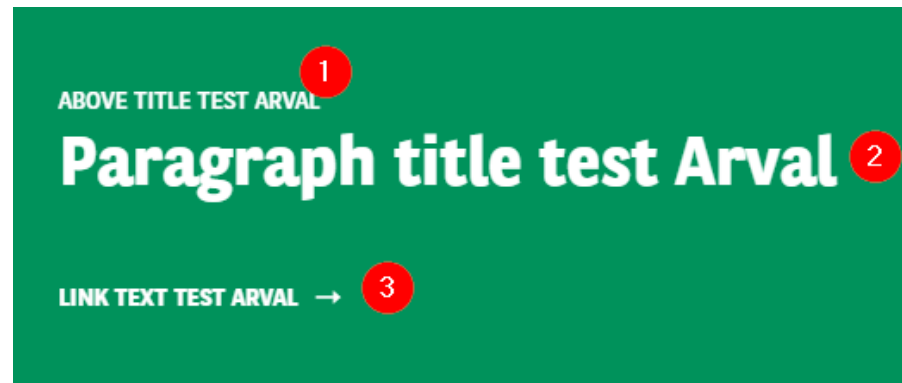 1
ABOVE TITLE TEST ARVAL
Paragraph title test Arval 2
LINK TEXT TEST ARVAL → 3